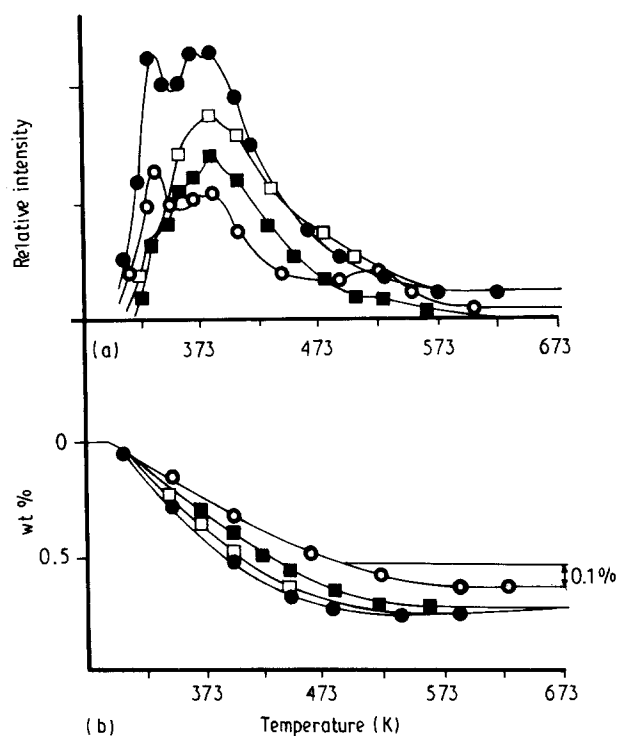 Relative intensity
(a)
373
473
573
673
0
wt %
0.5
0.1%
373
473
573
673
(b)
Temperature (K)